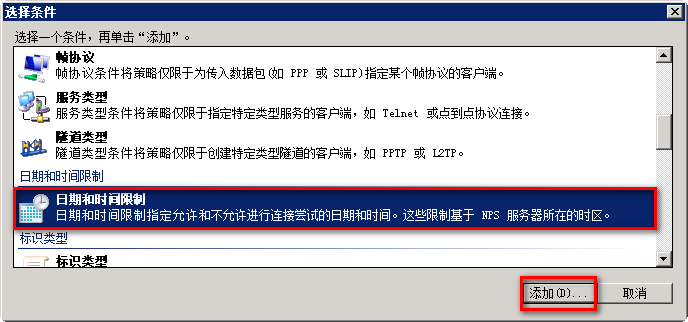 选择条件
选择一个条件，再单击“添加”。
帧协议
帧协议条件将策略仅限于为传入数据包(如 PPP 或 SLIP)指定某个帧协议的客户端。
服务类型
服务类型条件将策略仅限于指定特定类型服务的客户端，如 Telnet 或点到点协议连接。
隧道类型
隧道类型条件将策略仅限于创建特定类型隧道的客户端，如 PPTP 或 L2TP。
日期和时间限制
日期和时间限制
日期和时间限制指定允许和不允许进行连接尝试的日期和时间。这些限制基于 NPS 服务器所在的时区。
标识类型
标识类型
添加(D)...
取消